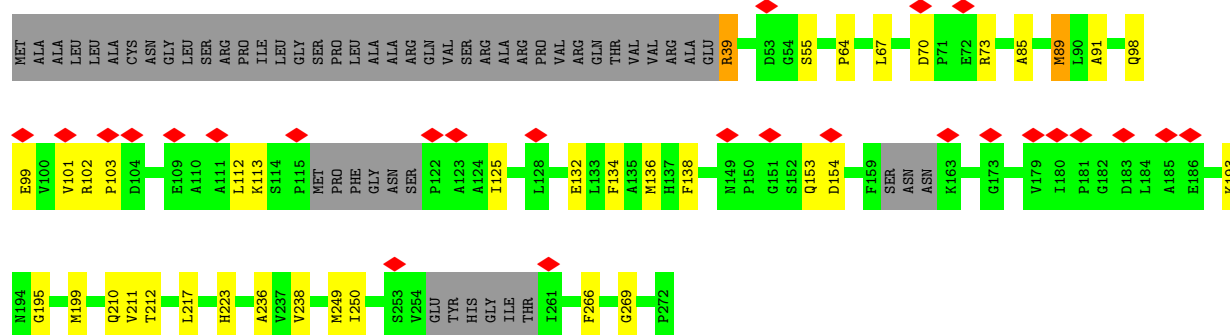 MET ALA ALA LEU LEU LEU ALA CYS ASN GLY LEU SER ARG PRO ILE LEU GLY SER PRO LEU ALA ALA ALA ARG GLN VAL SER ARG ALA ARG PRO VAL ARG GLN THR VAL VAL ARG ALA GLU R39 D53 G54 S55 P64 L67 D70 P71 E72 R73 A85 M89 L90 A91 Q98
E99 V100 V101 R102 P103 D104 E109 A110 A111 L112 K113 S114 P115 MET PRO PHE GLY ASN SER P122 A123 A124 I125 L128 E132 L133 F134 A135 M136 H137 F138 N149 P150 G151 S152 Q153 D154 F159 SER ASN ASN K163 G173 V179 I180 P181 G182 D183 L184 A185 E186
N194 G195 M199 Q210 V211 T212 L217 H223 A236 V237 V238 M249 I250 S253 V254 GLU TYR HIS GLY ILE THR I261 F266 G269 P272